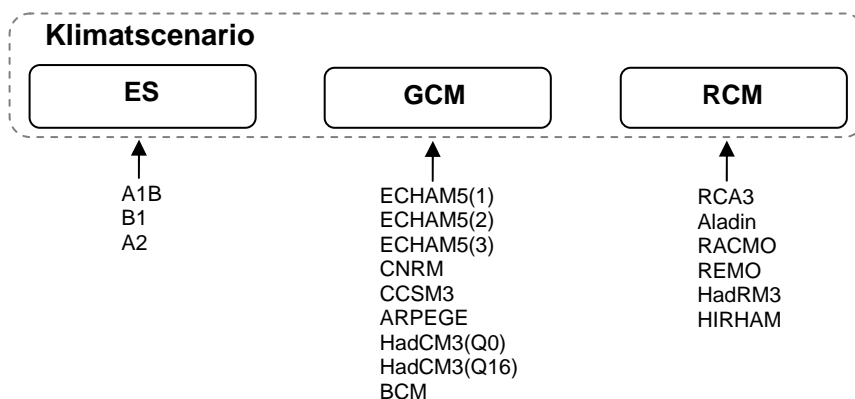 Klimatscenario
ES
GCM
RCM
A1B
B1
A2
ECHAM5(1)
ECHAM5(2)
ECHAM5(3)
CNRM
CCSM3
ARPEGE
HadCM3(Q0)
HadCM3(Q16)
BCM
RCA3
Aladin
RACMO
REMO
HadRM3
HIRHAM